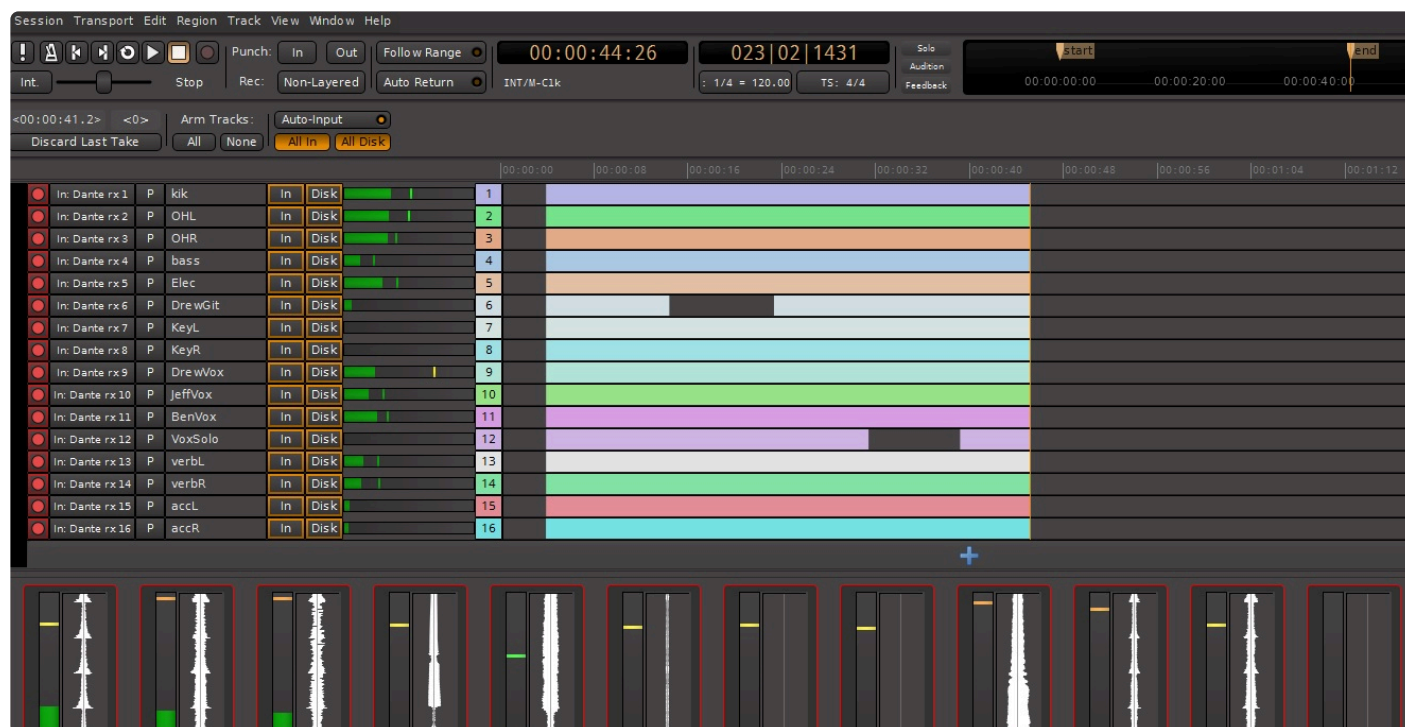 Session Transport Edit Region Track View Window Help
Punch: In Out Follow Range 00:00:44:26 023|02|1431 Solo start end
Audition
Int. Stop Rec: Non-Layered Auto Return INT/M-Clk : 1/4 = 120.00 TS: 4/4 Feedback 00:00:00:00 00:00:20:00 00:00:40:00
<00:00:41.2> <0> Arm Tracks: Auto-Input
Discard Last Take All None All In All Disk
00:00:00 00:00:08 00:00:16 00:00:24 00:00:32 00:00:40 00:00:48 00:00:56 00:01:04 00:01:12
In: Dante rx 1 P kik In Disk 1
In: Dante rx 2 P OHL In Disk 2
In: Dante rx 3 P OHR In Disk 3
In: Dante rx 4 P bass In Disk 4
In: Dante rx 5 P Elec In Disk 5
In: Dante rx 6 P DrewGit In Disk 6
In: Dante rx 7 P KeyL In Disk 7
In: Dante rx 8 P KeyR In Disk 8
In: Dante rx 9 P DrewVox In Disk 9
In: Dante rx 10 P JeffVox In Disk 10
In: Dante rx 11 P BenVox In Disk 11
In: Dante rx 12 P VoxSolo In Disk 12
In: Dante rx 13 P verbL In Disk 13
In: Dante rx 14 P verbR In Disk 14
In: Dante rx 15 P accL In Disk 15
In: Dante rx 16 P accR In Disk 16